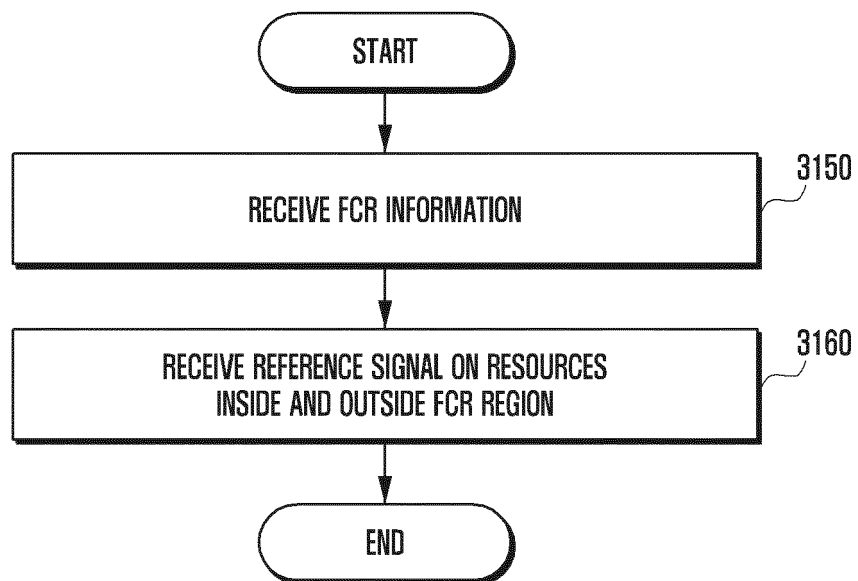 START
RECEIVE FCR INFORMATION
3150
RECEIVE REFERENCE SIGNAL ON RESOURCES
INSIDE AND OUTSIDE FCR REGION
3160
END